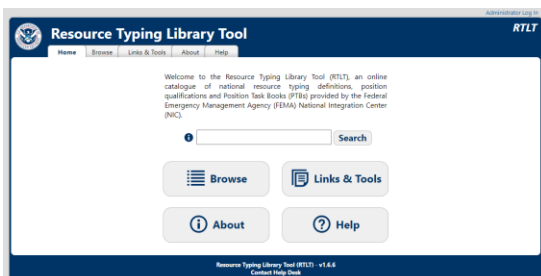 Administrator Log In
Resource Typing Library Tool
RTLT
Home Browse Links & Tools About Help
Welcome to the Resource Typing Library Tool (RTLT), an online
catalogue of national resource typing definitions, position
qualifications and Position Task Books (PTBs) provided by the Federal
Emergency Management Agency (FEMA) National Integration Center
(NIC).
Search
Browse
Links & Tools
About
Help
Resource Typing Library Tool (RTLT) - v1.6.6
Contact Help Desk